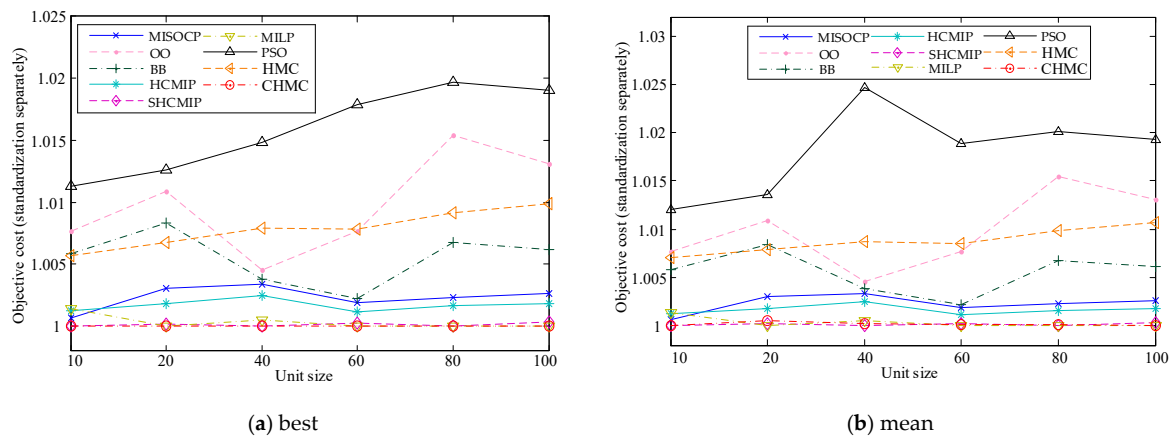 1.025
1.02
1.015
1.01
1.005
1
10
20
40
60
80
100
Unit size
Objective cost (standardization separately)
MISOCP
OO
BB
HCMIP
SHCMIP
MILP
PSO
HMC
CHMC
(a) best
1.03
1.025
1.02
1.015
1.01
1.005
1
10
20
40
60
80
100
Unit size
Objective cost (standardization separately)
MISOCP
OO
BB
HCMIP
SHCMIP
MILP
PSO
HMC
CHMC
(b) mean